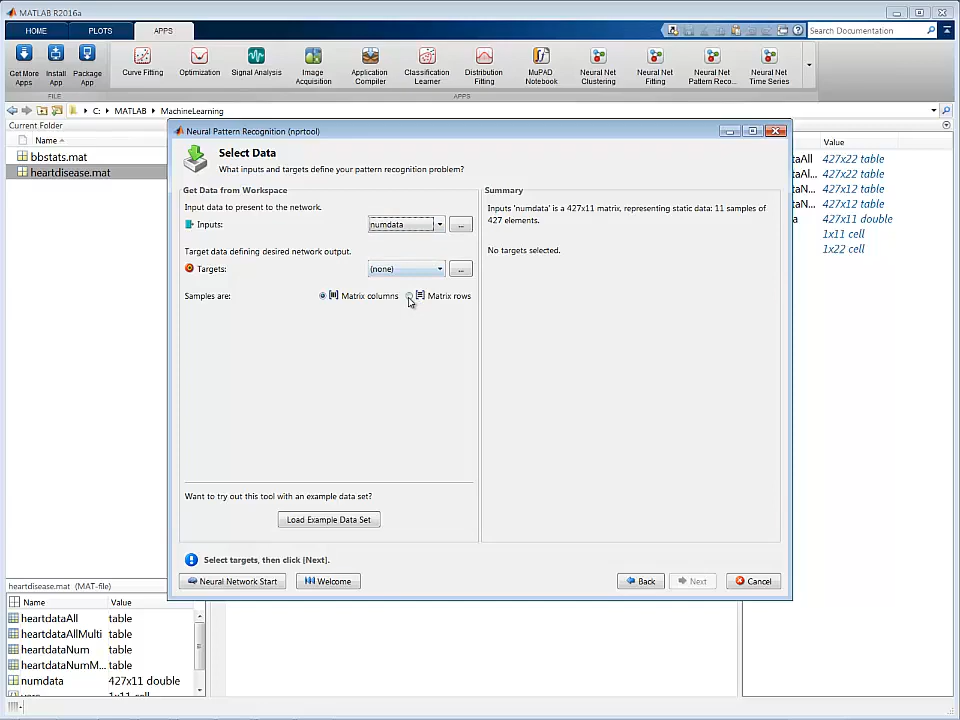 MATLAB R2016a
HOME PLOTS APPS
Search Documentation
Get More Apps
Install App
Package App
Curve Fitting
Optimization
Signal Analysis
Image Acquisition
Application Compiler
Classification Learner
Distribution Fitting
MuPAD Notebook
Neural Net Clustering
Neural Net Fitting
Neural Net Pattern Reco...
Neural Net Time Series
FILE
APPS
C: MATLAB MachineLearning
Current Folder
Name
bbstats.mat
heartdisease.mat
Neural Pattern Recognition (nprtool)
Select Data
What inputs and targets define your pattern recognition problem?
Get Data from Workspace
Input data to present to the network.
Inputs: numdata ...
Target data defining desired network output.
Targets: (none) ...
Samples are: Matrix columns Matrix rows
Want to try out this tool with an example data set?
Load Example Data Set
Summary
Inputs 'numdata' is a 427x11 matrix, representing static data: 11 samples of
427 elements.
No targets selected.
Select targets, then click [Next].
Neural Network Start Welcome Back Next Cancel
Value
taAll 427x22 table
taAl... 427x22 table
taN... 427x12 table
taN... 427x12 table
a 427x11 double
1x11 cell
1x22 cell
heartdisease.mat (MAT-file)
Name Value
heartdataAll table
heartdataAllMulti table
heartdataNum table
heartdataNumM... table
numdata 427x11 double